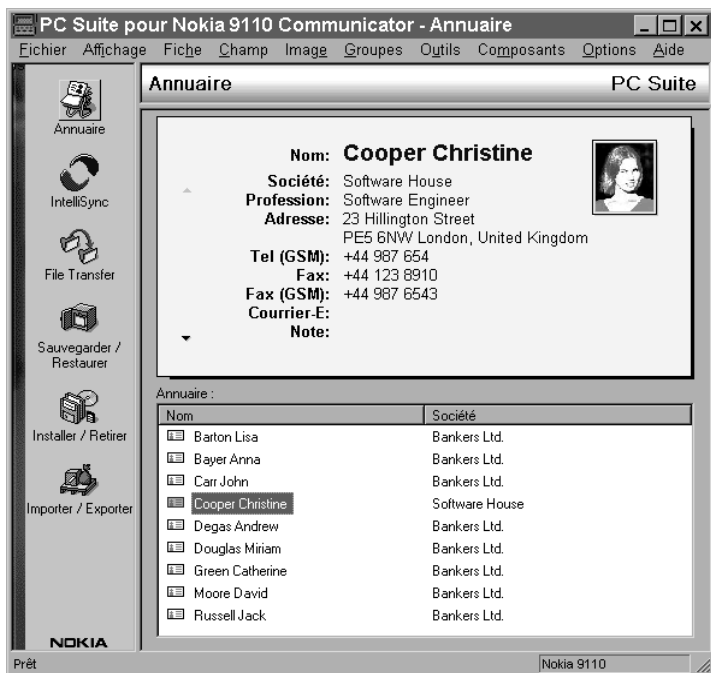 PC Suite pour Nokia 9110 Communicator - Annuaire
Fichier Affichage Fiche Champ Image Groupes Outils Composants Options Aide
Annuaire PC Suite
Annuaire
IntelliSync
File Transfer
Sauvegarder /
Restaurer
Installer / Retirer
Importer / Exporter
NOKIA
Nom: Cooper Christine
Société: Software House
Profession: Software Engineer
Adresse: 23 Hillington Street
PE5 6NW London, United Kingdom
Tel (GSM): +44 987 654
Fax: +44 123 8910
Fax (GSM): +44 987 6543
Courrier-E:
Note:
Annuaire :
Nom Société
Barton Lisa Bankers Ltd.
Bayer Anna Bankers Ltd.
Carr John Bankers Ltd.
Cooper Christine Software House
Degas Andrew Bankers Ltd.
Douglas Miriam Bankers Ltd.
Green Catherine Bankers Ltd.
Moore David Bankers Ltd.
Russell Jack Bankers Ltd.
Prêt Nokia 9110